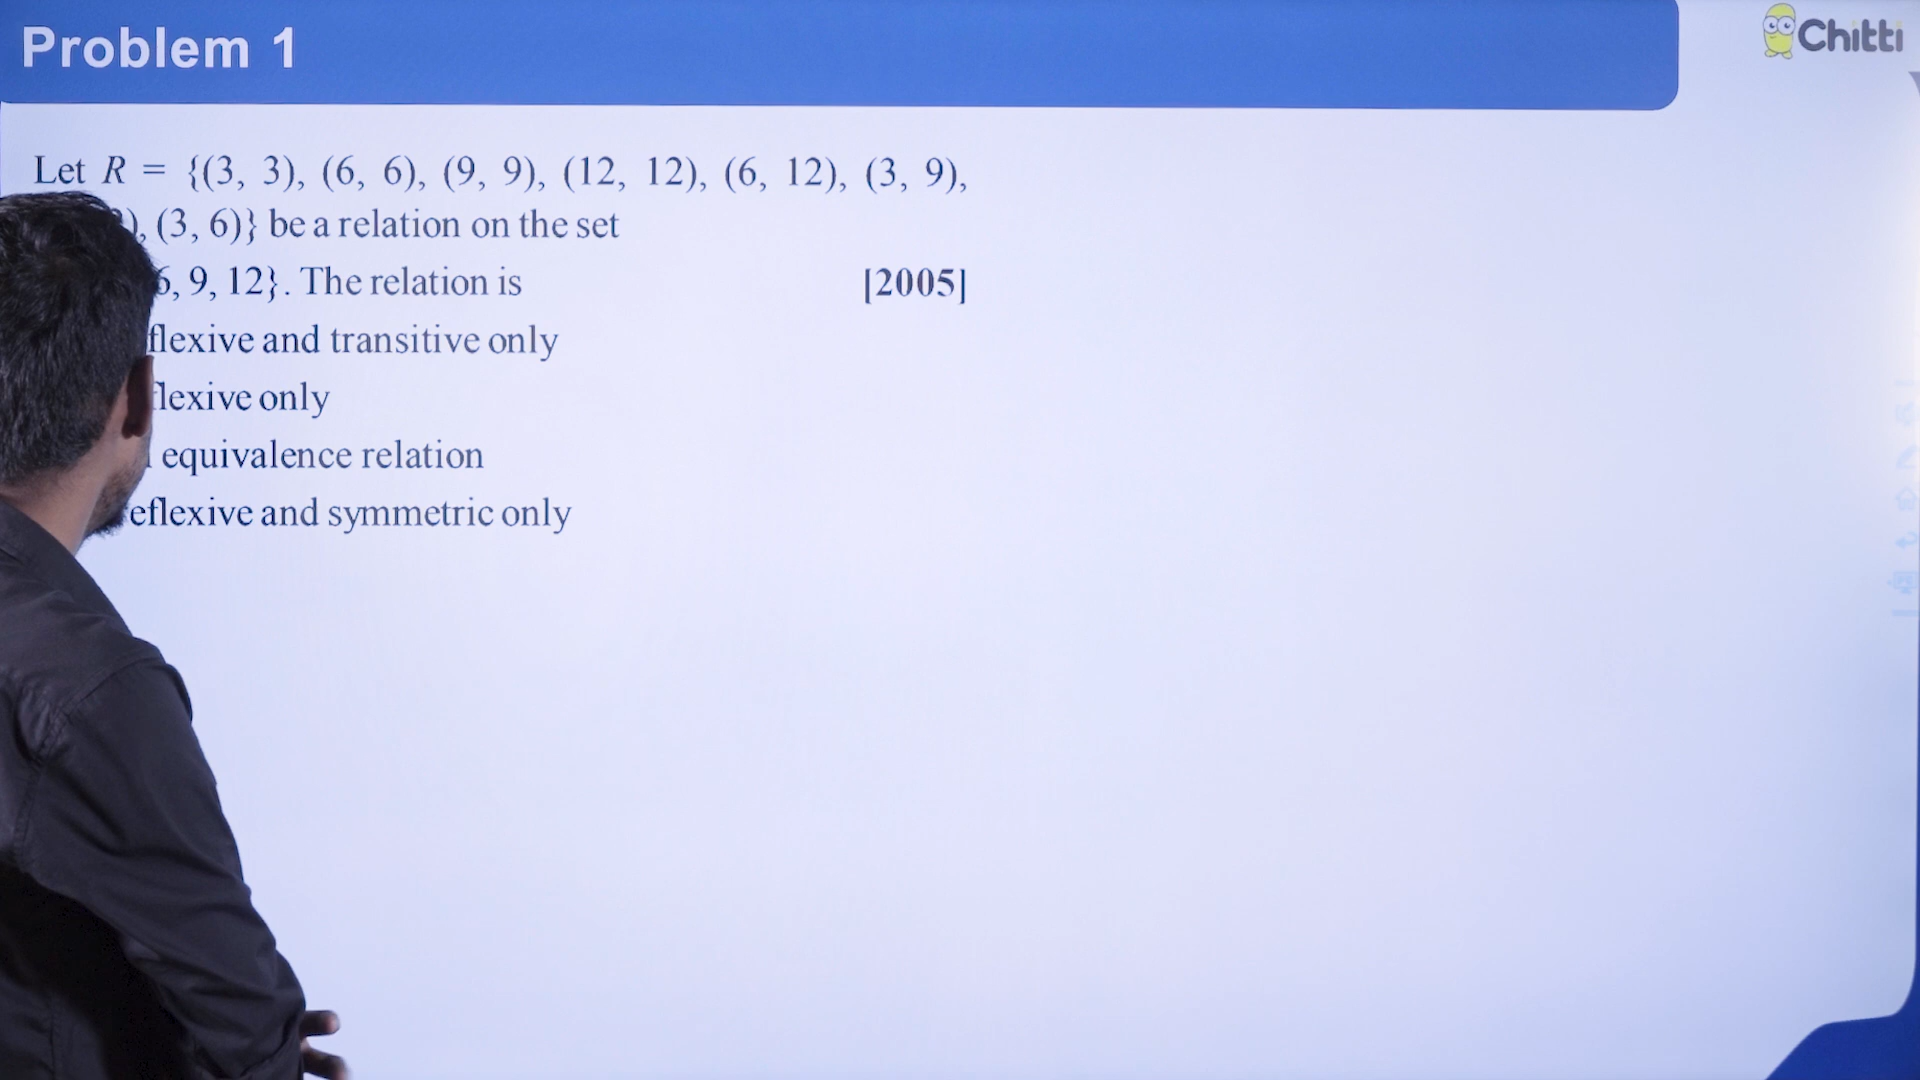 Problem 1
Chitti
Let R = {(3, 3), (6, 6), (9, 9), (12, 12), (6, 12), (3, 9),
), (3, 6)} be a relation on the set
6, 9, 12}. The relation is [2005]
flexive and transitive only
flexive only
equivalence relation
eflexive and symmetric only